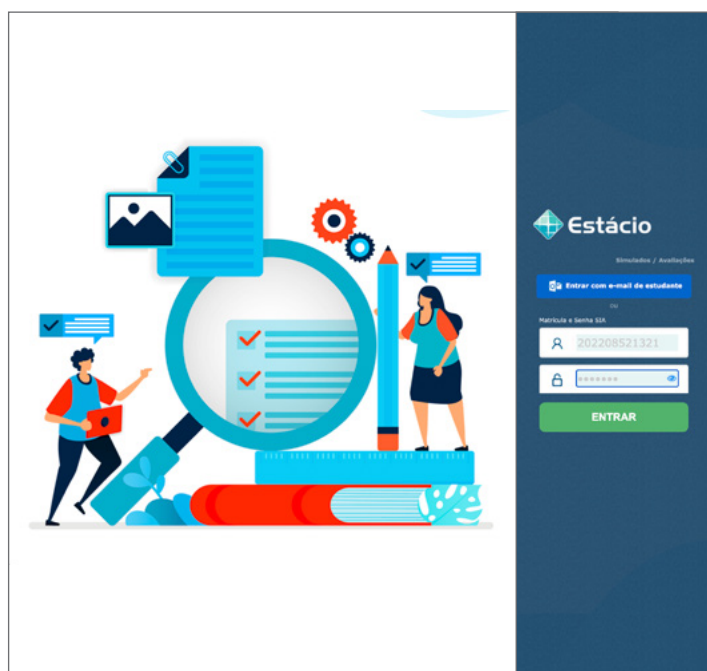 Estácio
Simulados / Avaliações
Entrar com e-mail de estudante
ou
Matrícula e Senha SIA
202208521321
*******
ENTRAR